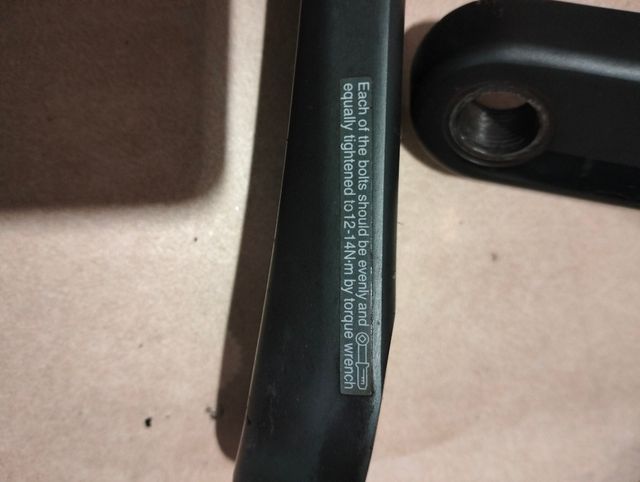 Each of the bolts should be evenly and
equally tightened to12-14N·m by torque wrench